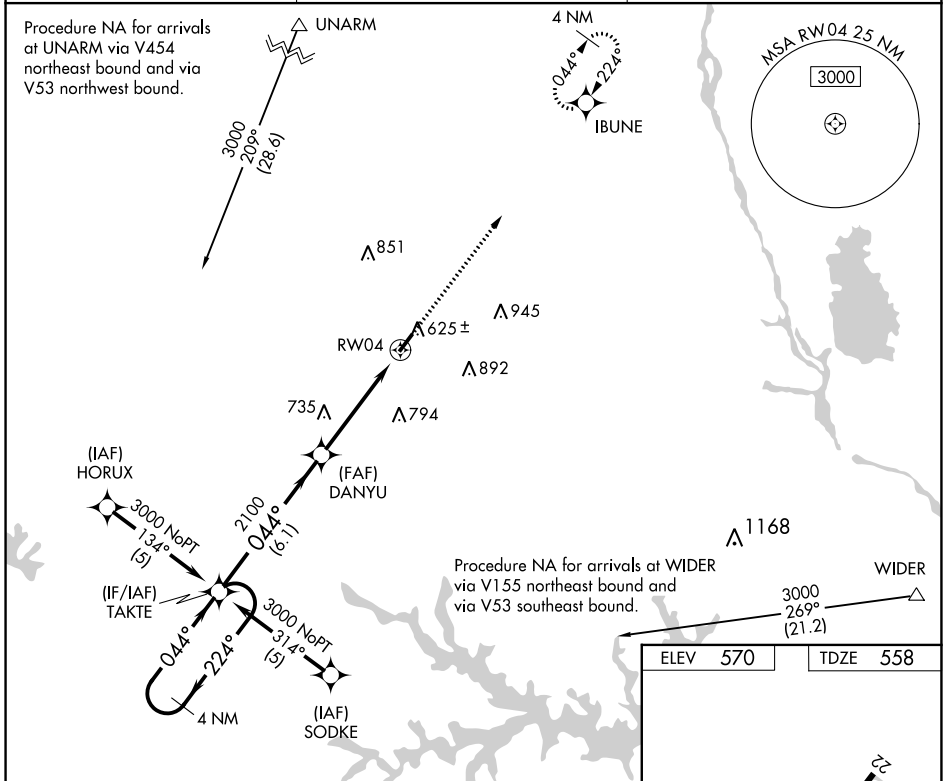 Procedure NA for arrivals
at UNARM via V454
northeast bound and via
V53 northwest bound.
UNARM
3000
209°
(28.6)
4 NM
044°
224°
IBUNE
MSA RW04 25 NM
3000
851
945
625±
RW04
892
735
794
(IAF)
HORUX
(FAF)
DANYU
3000 NoPT
134°
(5)
2100
044°
(6.1)
1168
Procedure NA for arrivals at WIDER
via V155 northeast bound and
via V53 southeast bound.
WIDER
3000
269°
(21.2)
(IF/IAF)
TAKTE
3000 NoPT
314°
(5)
044°
224°
4 NM
(IAF)
SODKE
ELEV 570
TDZE 558
22